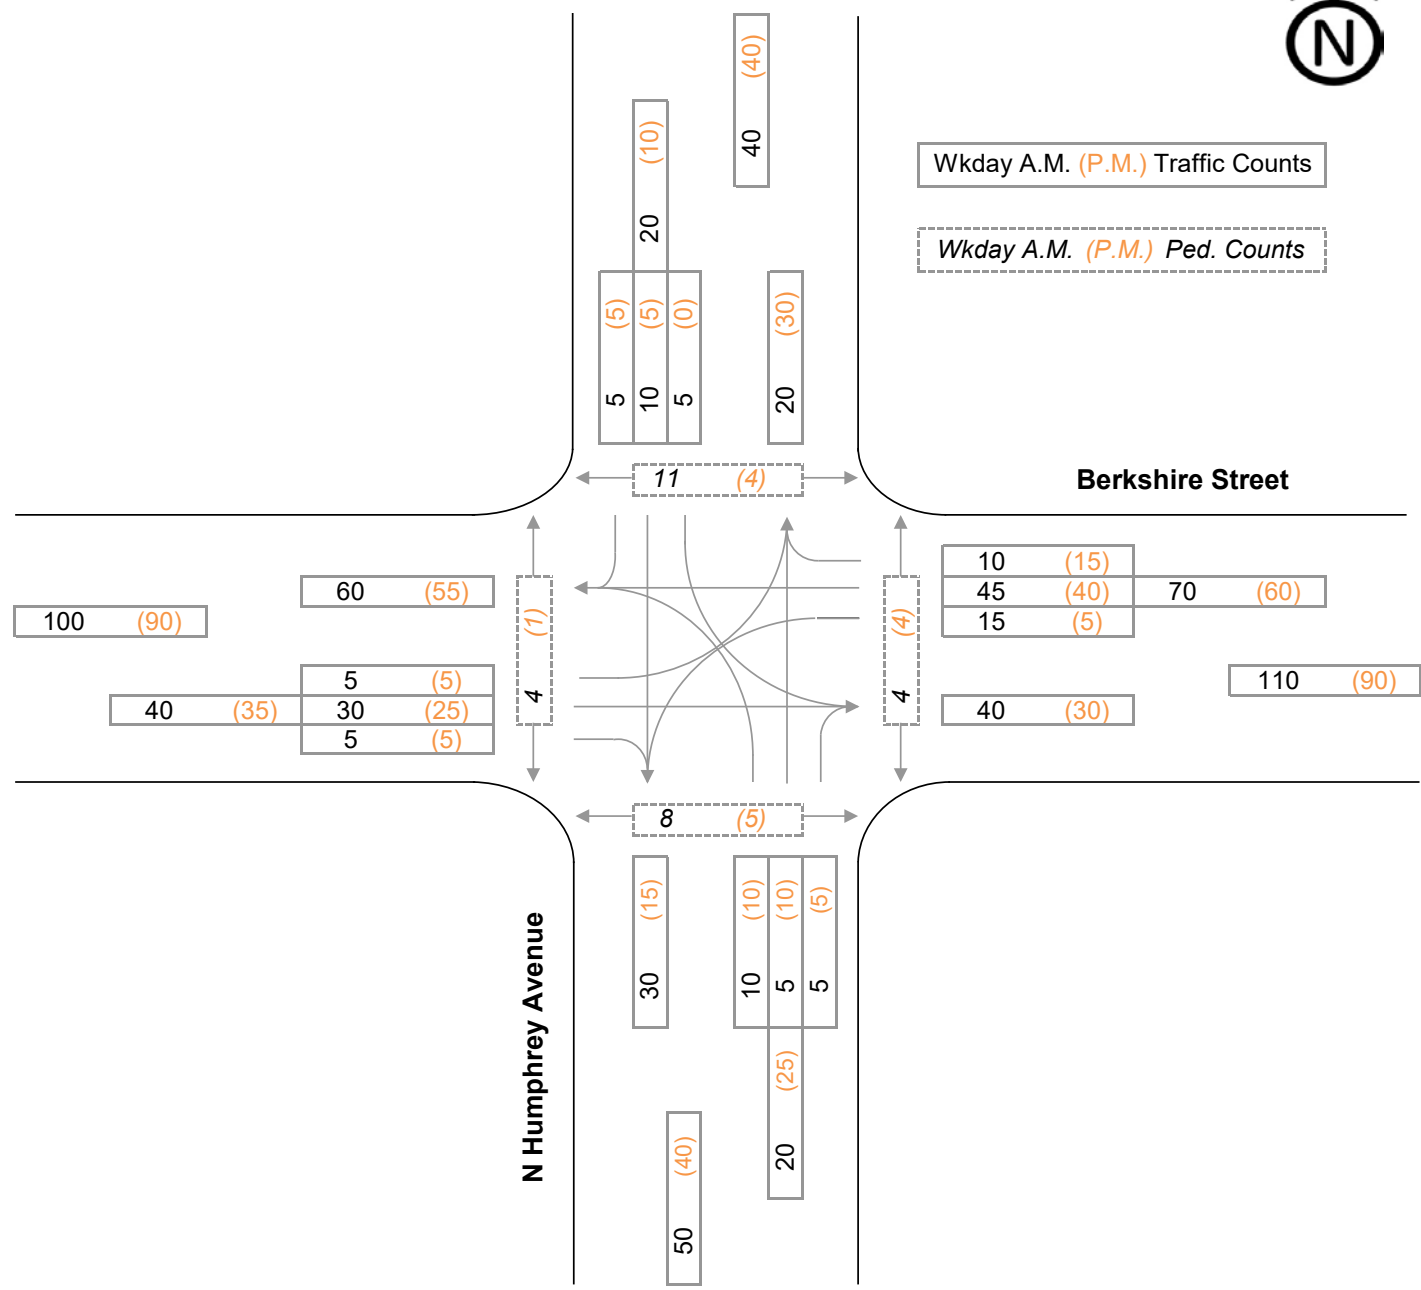 N
(40)
40
(10)
20
Wkday A.M. (P.M.) Traffic Counts
Wkday A.M. (P.M.) Ped. Counts
(5) (5) (0)
5 10 5
(30)
20
11 (4)
Berkshire Street
10 (15)
45 (40) 70 (60)
15 (5)
60 (55)
100 (90)
(1)
4
(4)
4
5 (5)
40 (35) 30 (25)
5 (5)
110 (90)
40 (30)
8 (5)
(15)
30
(10) (10) (5)
10 5 5
N Humphrey Avenue
(25)
20
(40)
50